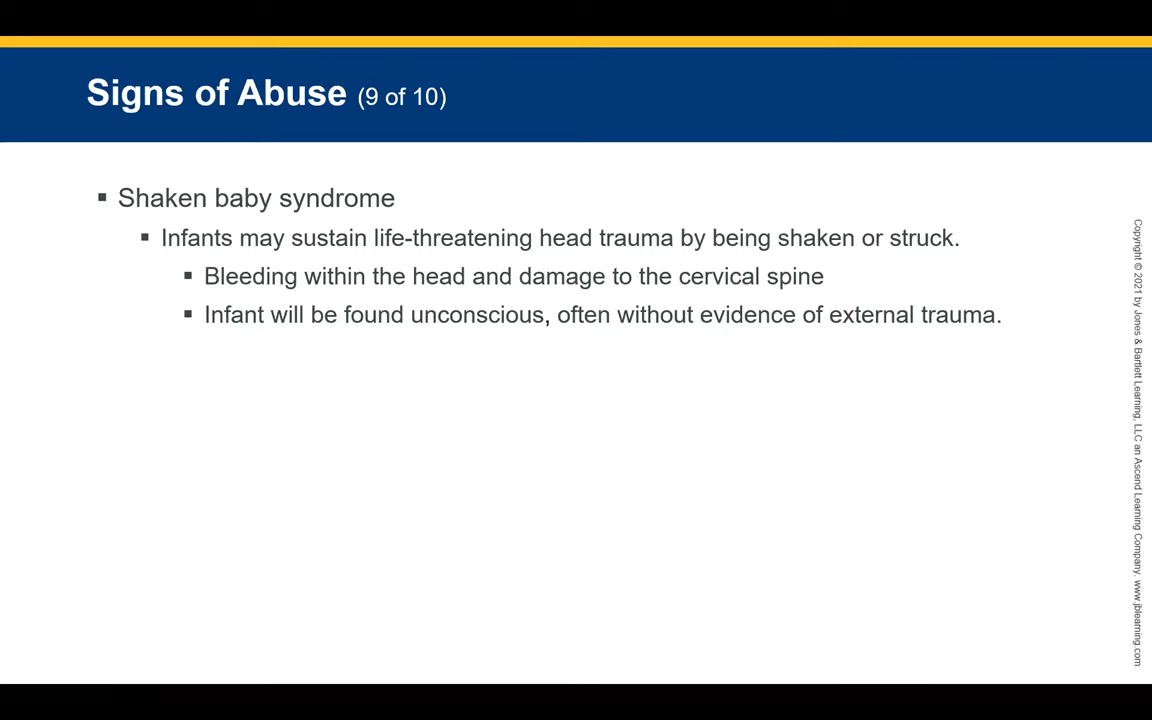 Signs of Abuse (9 of 10)
▪ Shaken baby syndrome
▪ Infants may sustain life-threatening head trauma by being shaken or struck.
▪ Bleeding within the head and damage to the cervical spine
▪ Infant will be found unconscious, often without evidence of external trauma.
Copyright © 2021 by Jones & Bartlett Learning, LLC an Ascend Learning Company. www.jblearning.com